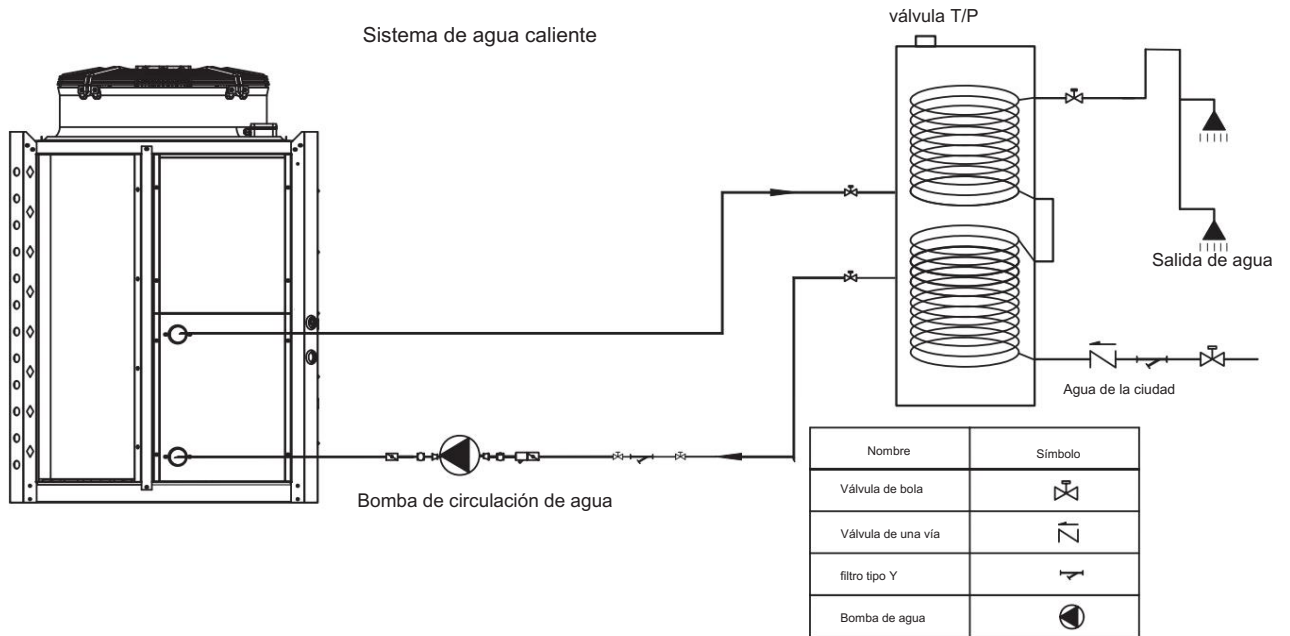 válvula T/P
Sistema de agua caliente
Salida de agua
Agua de la ciudad
Bomba de circulación de agua
Nombre Símbolo
Válvula de bola
Válvula de una vía
filtro tipo Y
Bomba de agua